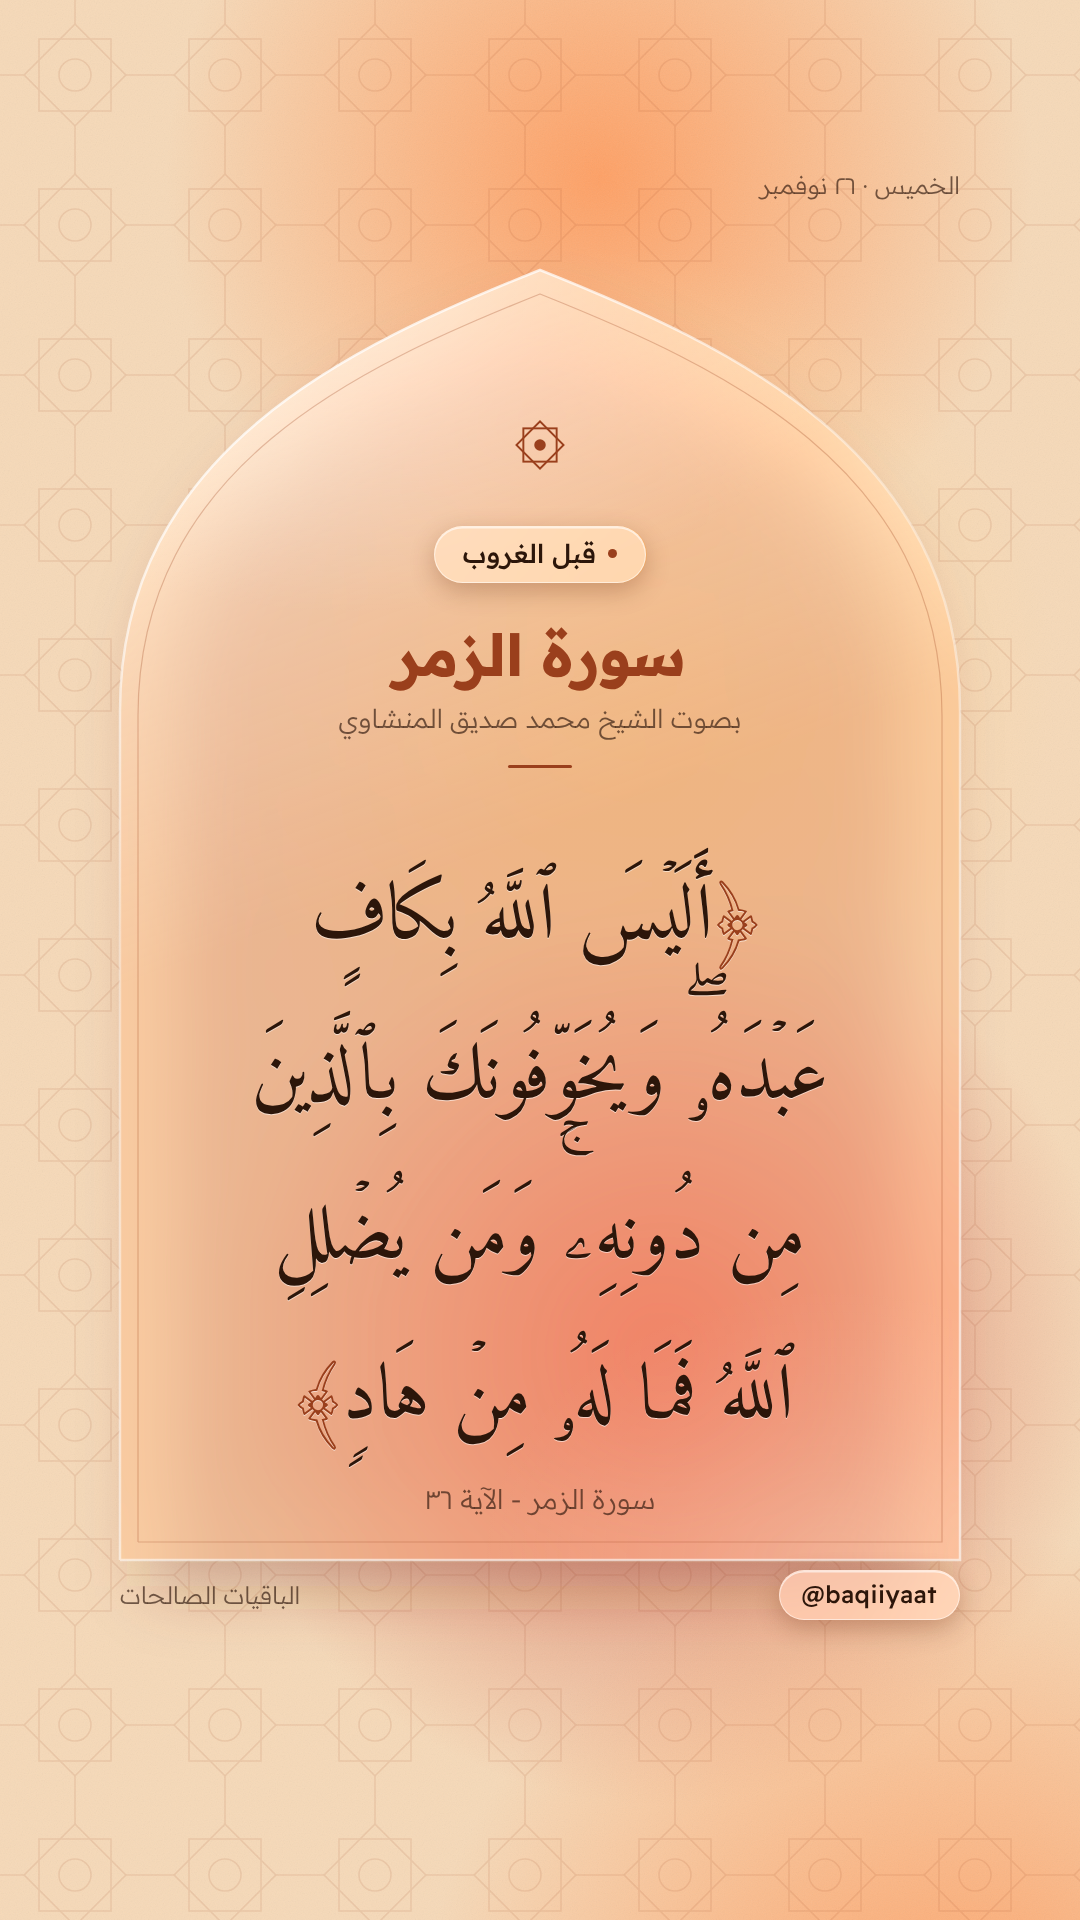 الخميس · ٢٦ نوفمبر
قبل الغروب
سورة الزمر
بصوت الشيخ محمد صديق المنشاوي
﴿أَلَيۡسَ ٱللَّهُ بِكَافٍ
عَبۡدَهُۥۖ وَيُخَوِّفُونَكَ بِٱلَّذِينَ
مِن دُونِهِۦۚ وَمَن يُضۡلِلِ
ٱللَّهُ فَمَا لَهُۥ مِنۡ هَادٍ﴾
سورة الزمر - الآية ٣٦
@baqiiyaat
الباقيات الصالحات